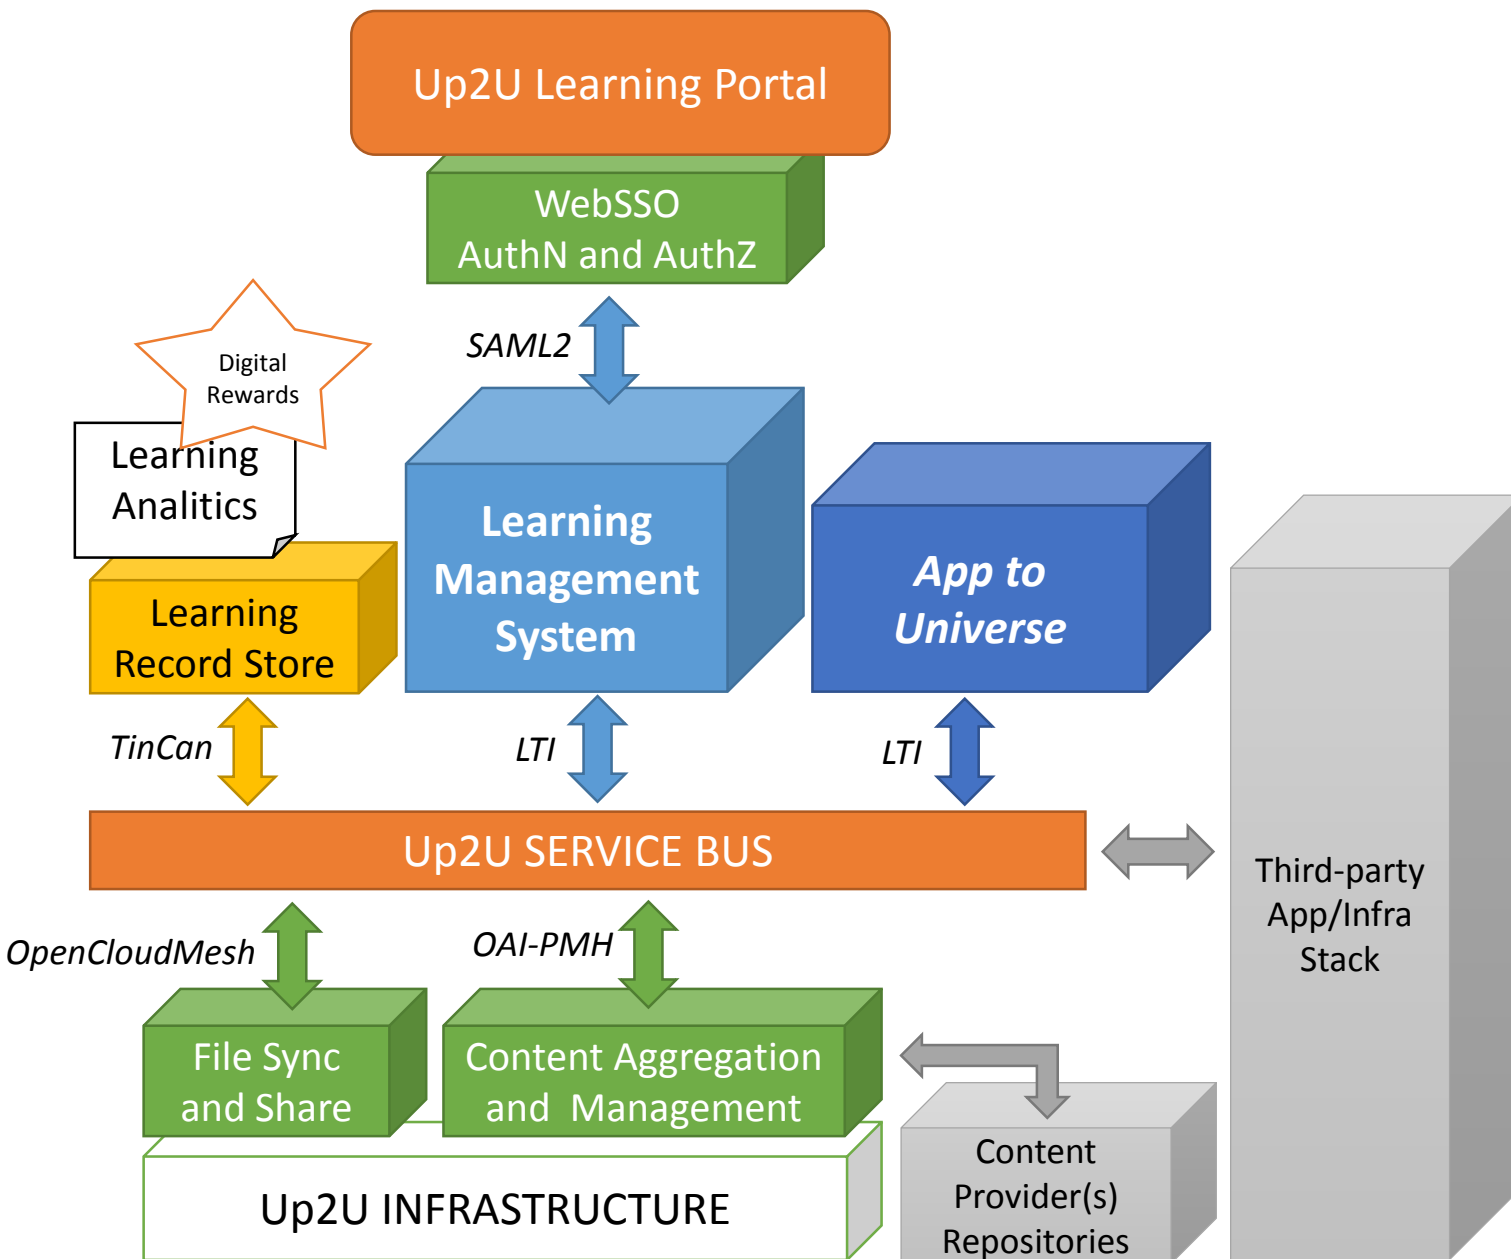 Up2U Learning Portal
WebSSO
AuthN and AuthZ
SAML2
Digital
Rewards
Learning
Analitics
Learning
Record Store
Learning
Management
System
App to
Universe
TinCan
LTI
LTI
Up2U SERVICE BUS
Third-party
App/Infra
Stack
OpenCloudMesh
OAI-PMH
File Sync
and Share
Content Aggregation
and  Management
Up2U INFRASTRUCTURE
Content
Provider(s)
Repositories